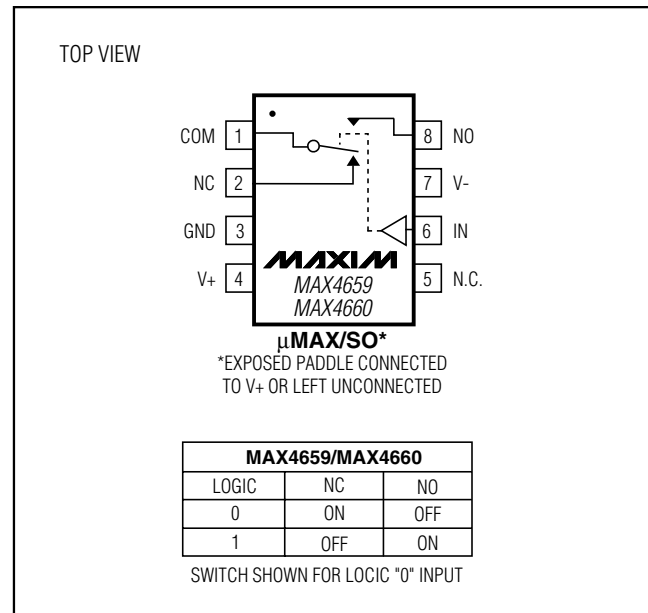 TOP VIEW
COM 1
8 NO
NC 2
7 V-
GND 3
6 IN
V+ 4
5 N.C.
MAXIM
MAX4659
MAX4660
µMAX/SO*
*EXPOSED PADDLE CONNECTED
TO V+ OR LEFT UNCONNECTED
MAX4659/MAX4660
LOGIC NC NO
0 ON OFF
1 OFF ON
SWITCH SHOWN FOR LOCIC "0" INPUT